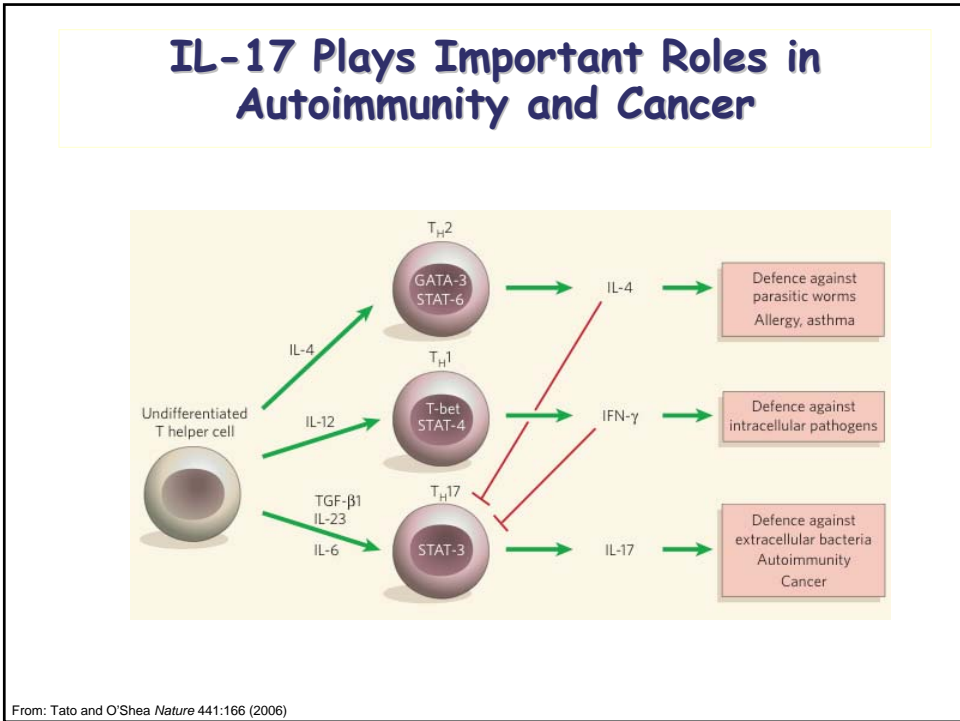 IL-17 Plays Important Roles in
Autoimmunity and Cancer
T_H2
GATA-3
STAT-6
IL-4
Defence against
parasitic worms
Allergy, asthma
IL-4
T_H1
Undifferentiated
T helper cell
IL-12
T-bet
STAT-4
IFN-γ
Defence against
intracellular pathogens
TGF-β1
IL-23
IL-6
T_H17
STAT-3
IL-17
Defence against
extracellular bacteria
Autoimmunity
Cancer
From: Tato and O'Shea Nature 441:166 (2006)